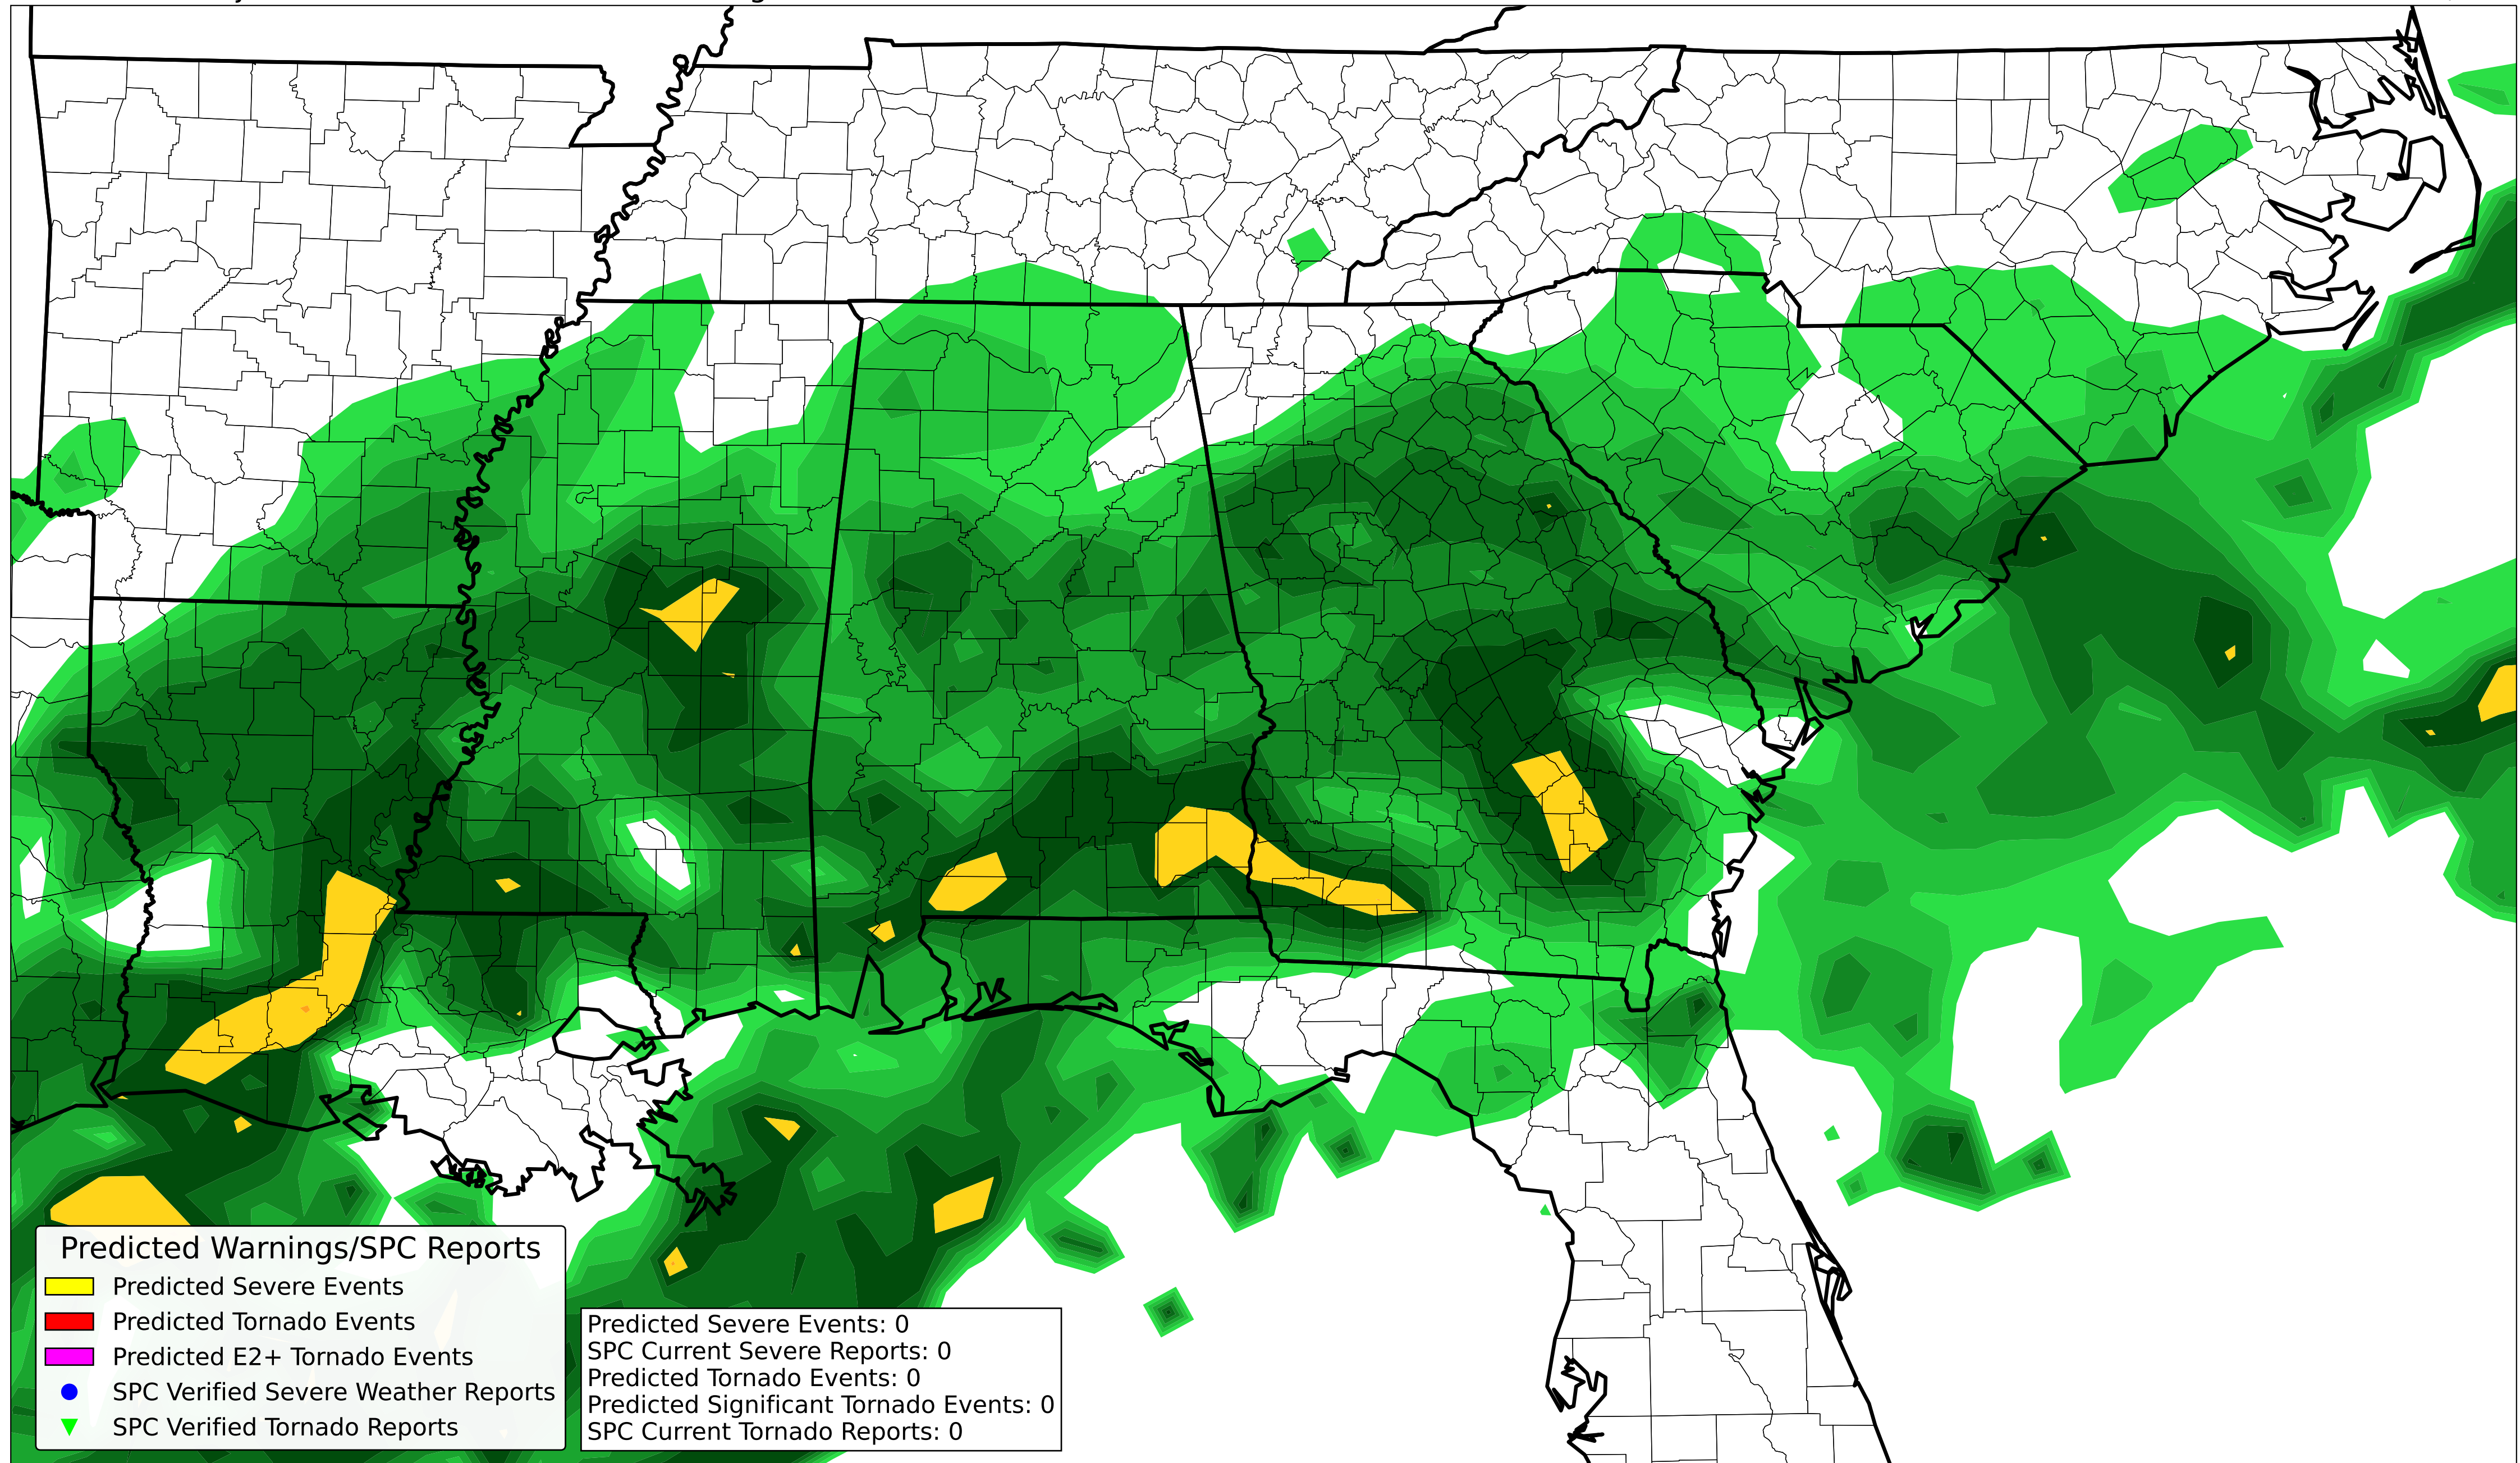 Predicted Warnings/SPC Reports
Predicted Severe Events
Predicted Tornado Events
Predicted E2+ Tornado Events
SPC Verified Severe Weather Reports
SPC Verified Tornado Reports
Predicted Severe Events: 0
SPC Current Severe Reports: 0
Predicted Tornado Events: 0
Predicted Significant Tornado Events: 0
SPC Current Tornado Reports: 0